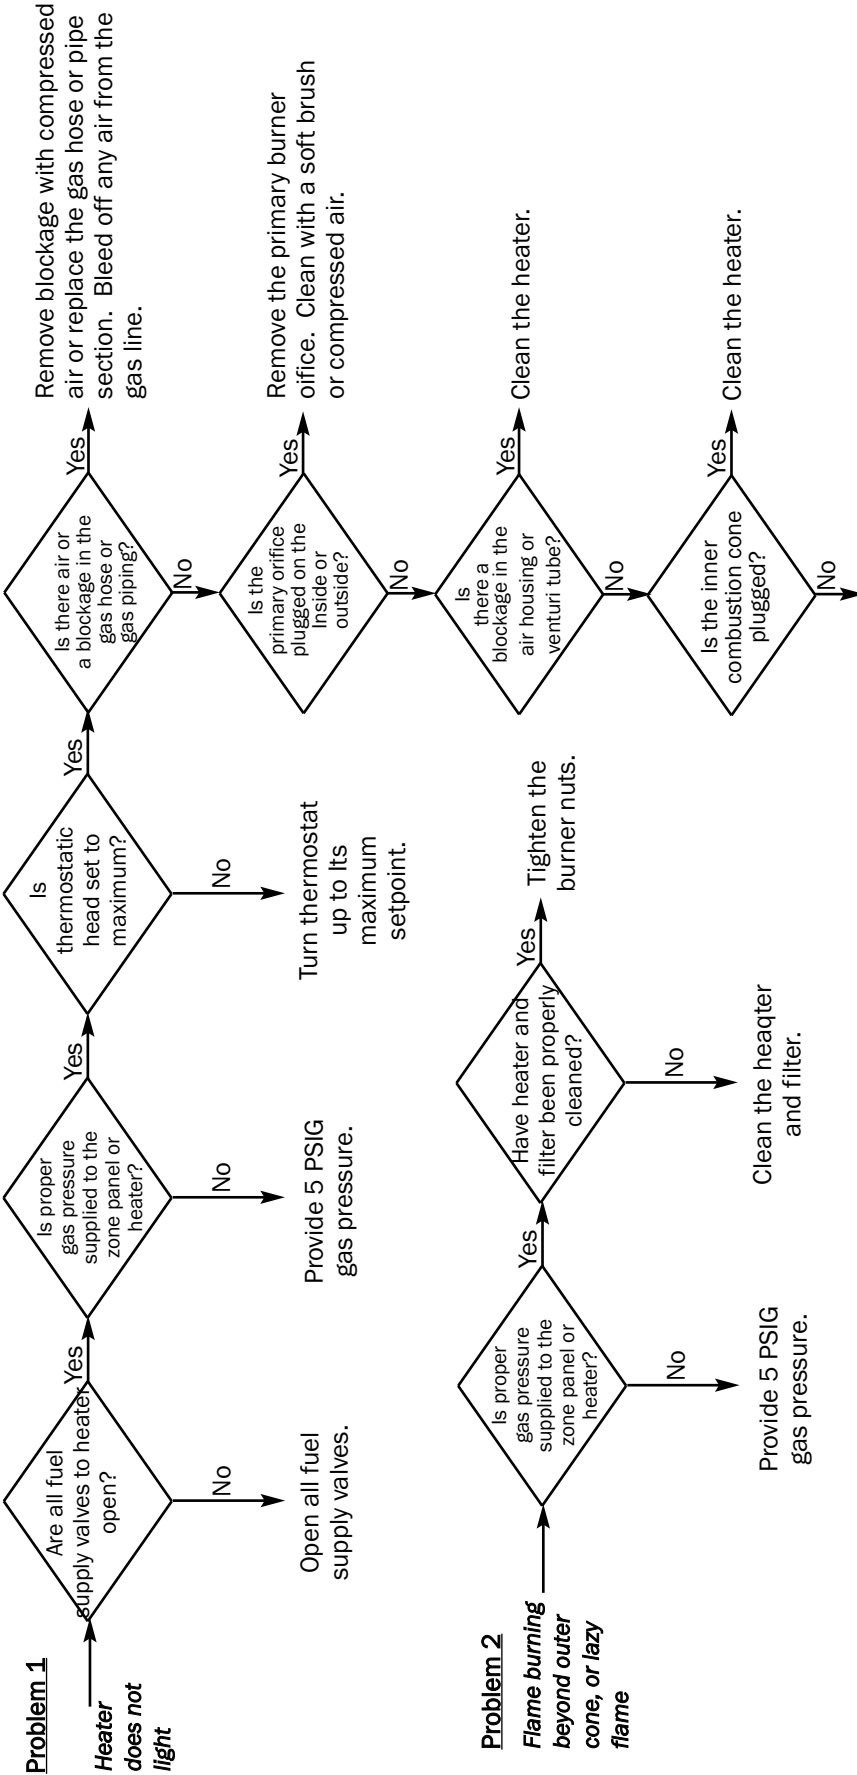 Problem 1
Heater
does not
light
Are all fuel
supply valves to heater
open?
Yes
No
Open all fuel
supply valves.
Is proper
gas pressure
supplied to the
zone panel or
heater?
Yes
No
Provide 5 PSIG
gas pressure.
Is
thermostatic
head set to
maximum?
Yes
No
Turn thermostat
up to Its
maximum
setpoint.
Is there air or
a blockage in the
gas hose or
gas piping?
Yes
Remove blockage with compressed
air or replace the gas hose or pipe
section.  Bleed off any air from the
gas line.
No
Is the
primary orifice
plugged on the
Inside or
outside?
Yes
Remove the primary burner
orifice.  Clean with a soft brush
or compressed air.
No
Is
there a
blockage in the
air housing or
venturi tube?
Yes
Clean the heater.
No
Is the inner
combustion cone
plugged?
Yes
Clean the heater.
No
Problem 2
Flame burning
beyond outer
cone, or lazy
flame
Is proper
gas pressure
supplied to the
zone panel or
heater?
Yes
No
Provide 5 PSIG
gas pressure.
Have heater and
filter been properly
cleaned?
Yes
Tighten the
burner nuts.
No
Clean the heaqter
and filter.